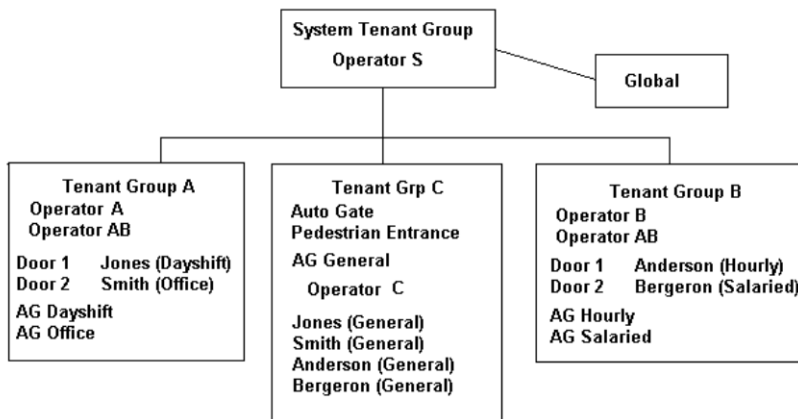 System Tenant Group
Operator S
Global
Tenant Group A
Operator A
Operator AB
Door 1 Jones (Dayshift)
Door 2 Smith (Office)
AG Dayshift
AG Office
Tenant Grp C
Auto Gate
Pedestrian Entrance
AG General
Operator C
Jones (General)
Smith (General)
Anderson (General)
Bergeron (General)
Tenant Group B
Operator B
Operator AB
Door 1 Anderson (Hourly)
Door 2 Bergeron (Salaried)
AG Hourly
AG Salaried